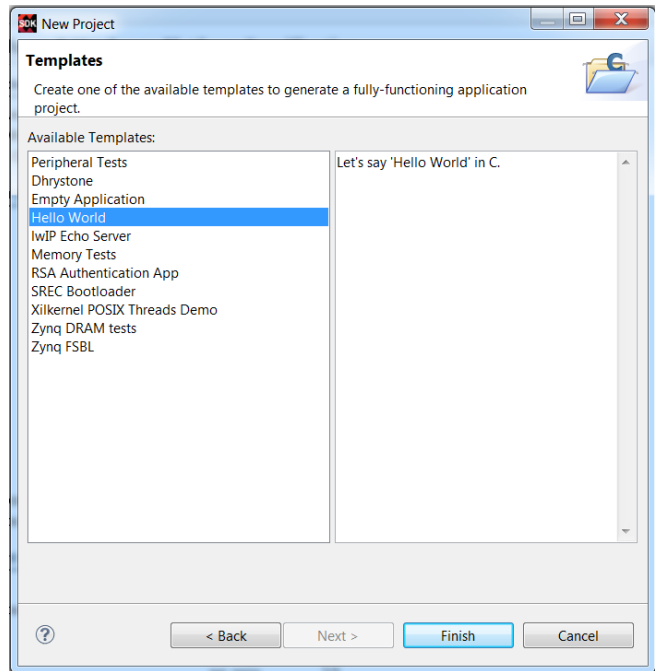 SDK New Project
Templates
Create one of the available templates to generate a fully-functioning application
project.
C
Available Templates:
Peripheral Tests
Dhrystone
Empty Application
Hello World
lwIP Echo Server
Memory Tests
RSA Authentication App
SREC Bootloader
Xilkernel POSIX Threads Demo
Zynq DRAM tests
Zynq FSBL
Let's say 'Hello World' in C.
? < Back Next > Finish Cancel